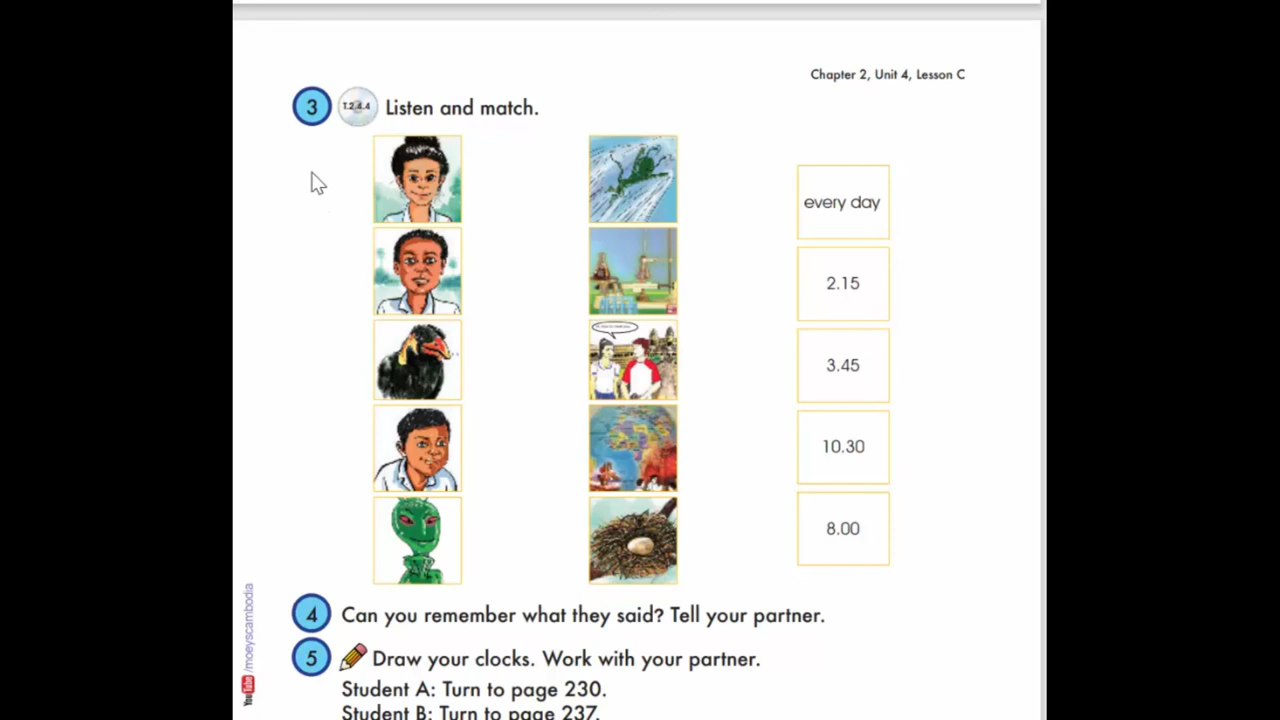 Chapter 2, Unit 4, Lesson C
3 1.2.4.4 Listen and match.
every day
2.15
3.45
10.30
8.00
4 Can you remember what they said? Tell your partner.
5 Draw your clocks. Work with your partner.
Student A: Turn to page 230.
Student B: Turn to page 237.
YouTube /moeyscambodia